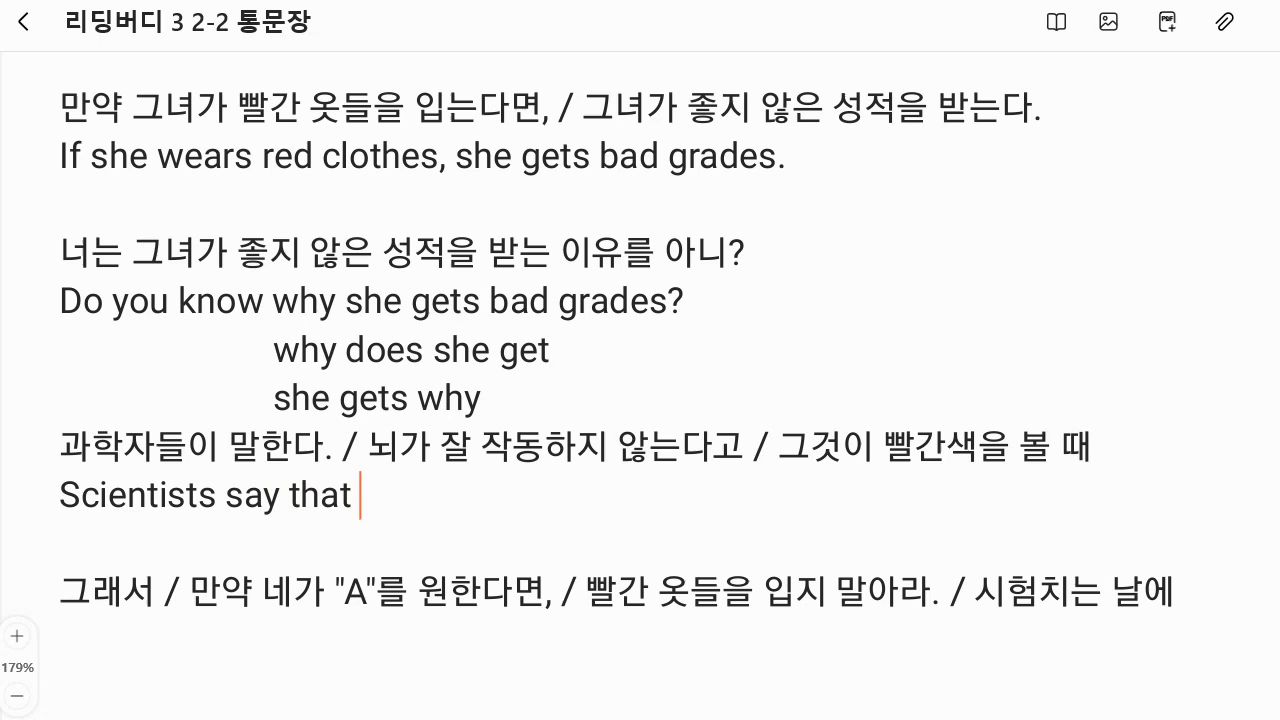 리딩버디 3 2-2 통문장
만약 그녀가 빨간 옷들을 입는다면, / 그녀가 좋지 않은 성적을 받는다.
If she wears red clothes, she gets bad grades.
너는 그녀가 좋지 않은 성적을 받는 이유를 아니?
Do you know why she gets bad grades?
why does she get
she gets why
과학자들이 말한다. / 뇌가 잘 작동하지 않는다고 / 그것이 빨간색을 볼 때
Scientists say that
그래서 / 만약 네가 "A"를 원한다면, / 빨간 옷들을 입지 말아라. / 시험치는 날에
179%